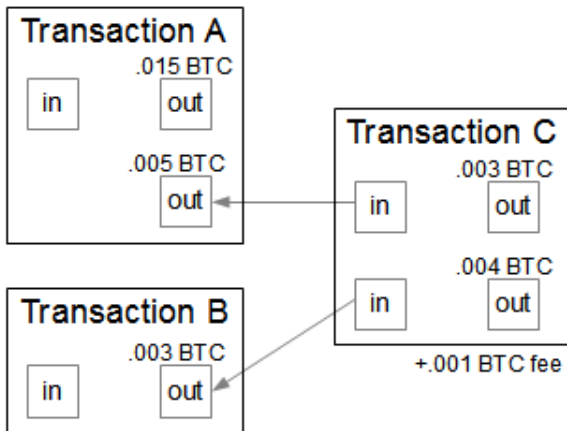 Transaction A
.015 BTC
in out
.005 BTC
out
Transaction B
.003 BTC
in out
Transaction C
.003 BTC
in out
.004 BTC
in out
+.001 BTC fee